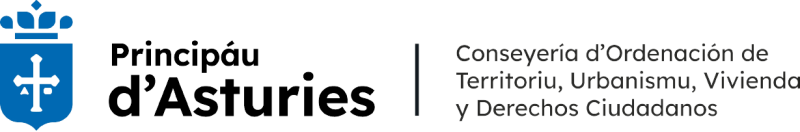 Principáu
d'Asturies
Conseyería d'Ordenación de
Territoriu, Urbanismu, Vivienda
y Derechos Ciudadanos